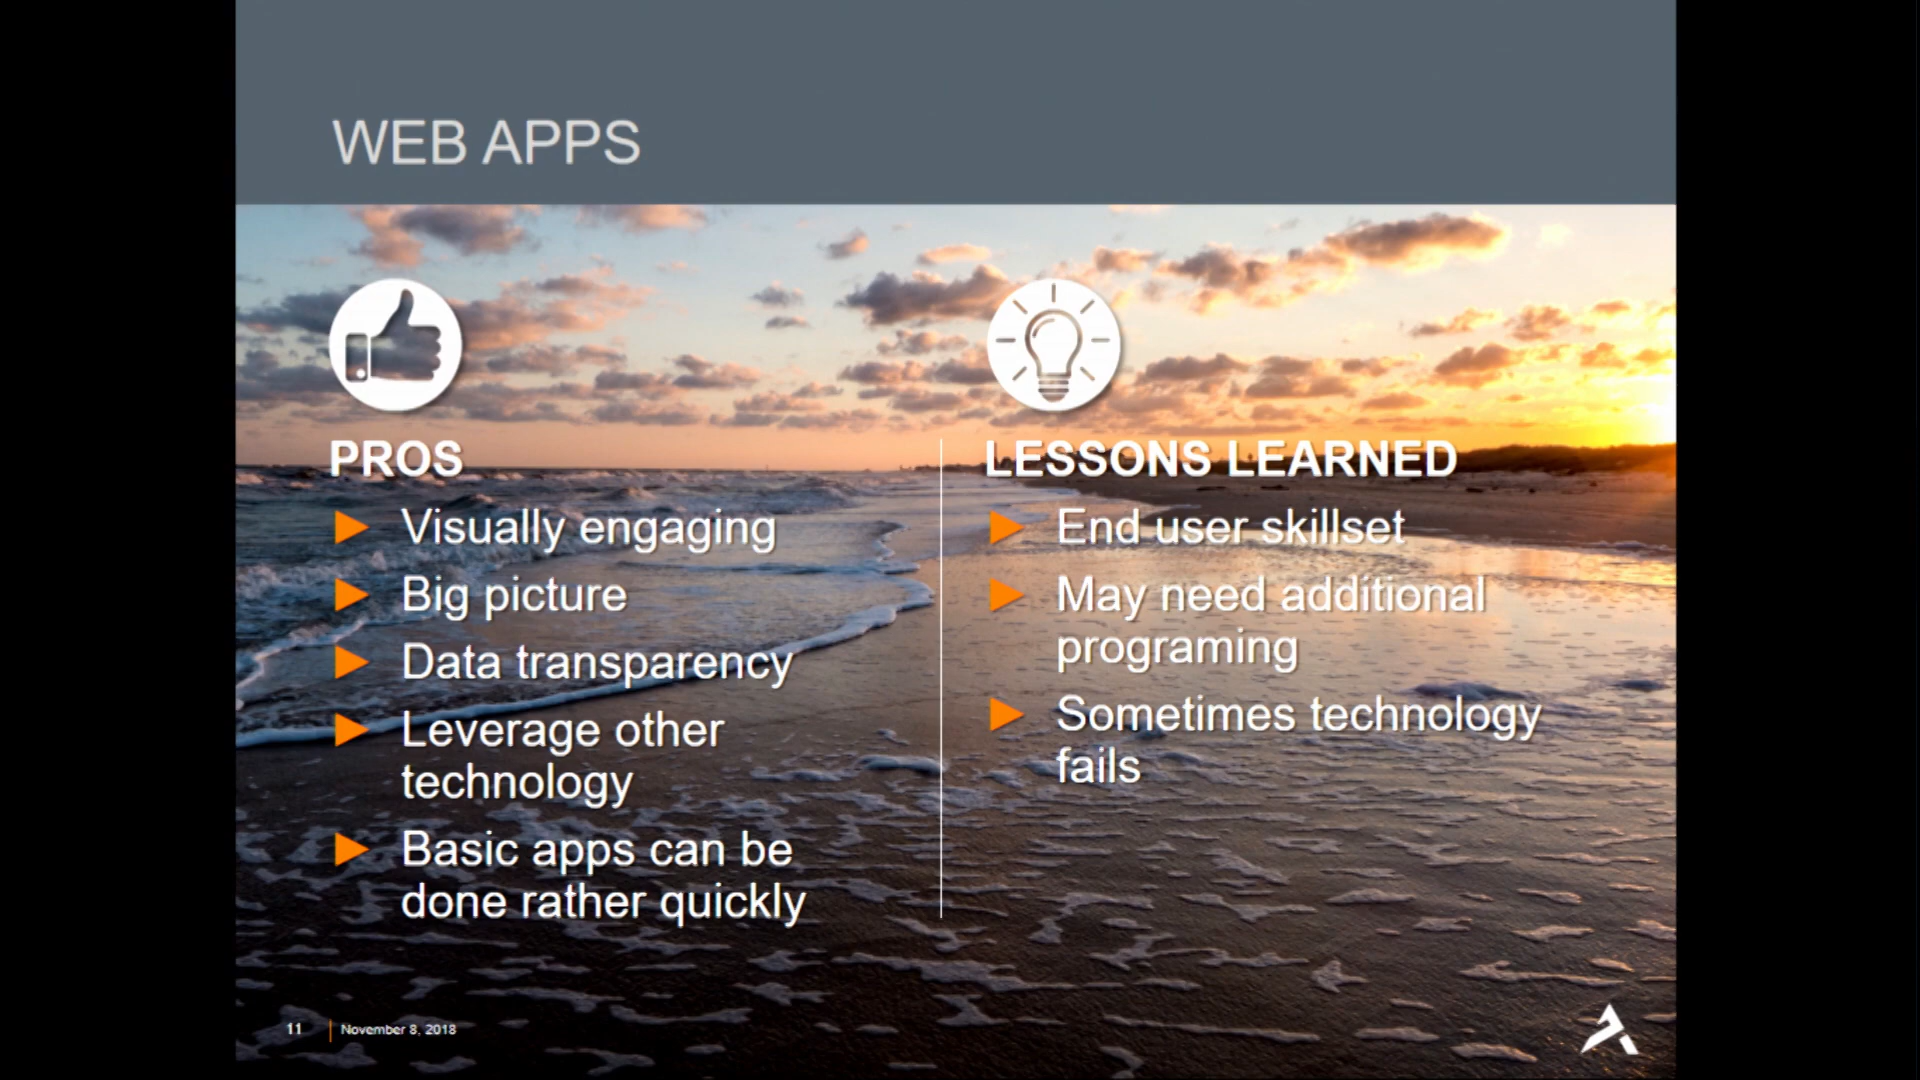 WEB APPS
PROS
Visually engaging
Big picture
Data transparency
Leverage other
technology
Basic apps can be
done rather quickly
LESSONS LEARNED
End user skillset
May need additional
programing
Sometimes technology
fails
11
November 8, 2018